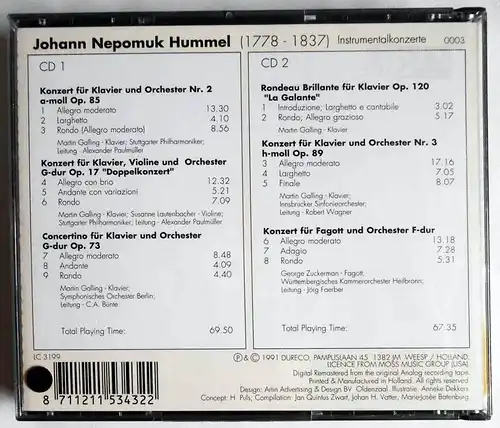 Johann Nepomuk Hummel (1778 - 1837) Instrumentalkonzerte 0003
CD 1
Konzert für Klavier und Orchester Nr. 2
a-moll Op. 85
1 Allegro moderato 13.30
2 Larghetto 4.10
3 Rondo (Allegro moderato) 8.56
Martin Galling - Klavier; Stuttgarter Philharmoniker;
Leitung - Alexander Paulmüller
Konzert für Klavier, Violine und Orchester
G-dur Op. 17 "Doppelkonzert"
4 Allegro con brio 12.32
5 Andante con variazioni 5.21
6 Rondo 7.09
Martin Galling - Klavier; Susanne Lautenbacher - Violine;
Stuttgarter Philharmoniker; Leitung - Alexander Paulmüller
Concertino für Klavier und Orchester
G-dur Op. 73
7 Allegro moderato 8.48
8 Andante 4.09
9 Rondo 4.40
Martin Galling - Klavier;
Symphonisches Orchester Berlin;
Leitung - C.A. Bünte
Total Playing Time: 69.50
CD 2
Rondeau Brillante für Klavier Op. 120
"La Galante"
1 Introduzione; Larghetto e cantabile 3.02
2 Rondo; Allegro grazioso 5.17
Martin Galling - Klavier
Konzert für Klavier und Orchester Nr. 3
h-moll Op. 89
3 Allegro moderato 17.16
4 Larghetto 7.05
5 Finale 8.07
Martin Galling - Klavier;
Innsbrucker Sinfonieorchester;
Leitung - Robert Wagner
Konzert für Fagott und Orchester F-dur
6 Allegro moderato 13.18
7 Adagio 7.28
8 Rondo 5.31
George Zuckerman - Fagott;
Württembergisches Kammerorchester Heilbronn;
Leitung - Jörg Faerber
Total Playing Time: 67.35
LC 3199
8 711211 534322
℗ & © 1991 DURECO, PAMPUSLAAN 45 1382 JM WEESP / HOLLAND,
LICENCE FROM MOSS MUSIC GROUP (USA)
Digital Remastered from the original Analog recording tape.
Printed & Manufactured in Holland. All rights reserved
Design: Artin Advertising & Design BV Oldenzaal Illustratie: Anneke Dekkers
Concept: H. Puls; Compilation: Jan Quintus Zwart, Johan H. Vatter, Marie-Josée Batenburg